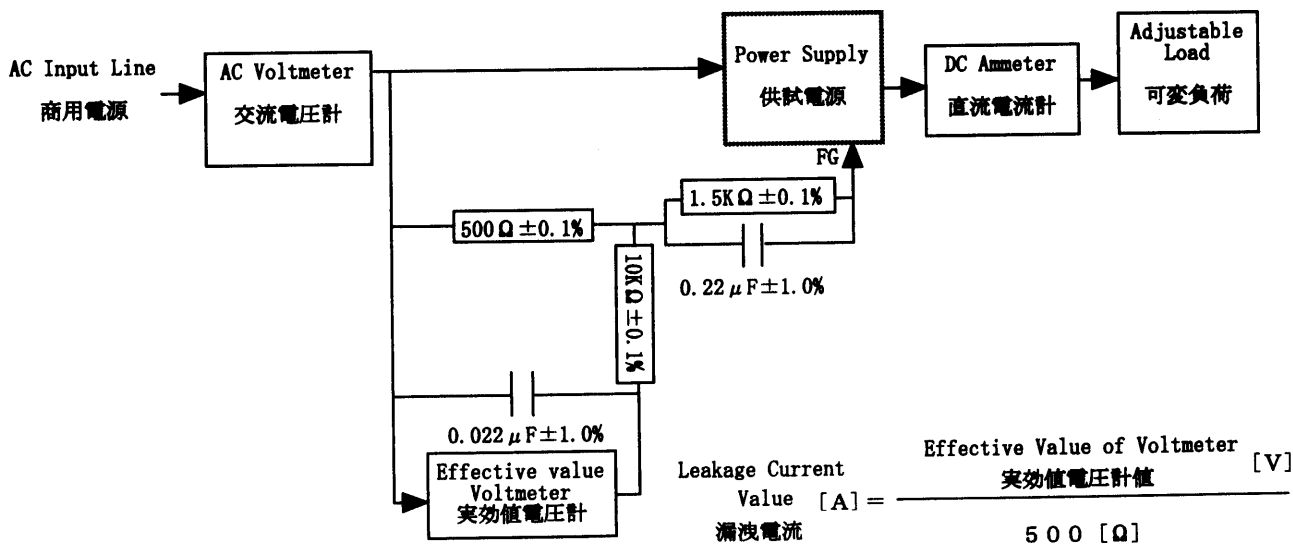 AC Input Line
商用電源
AC Voltmeter
交流電圧計
Power Supply
供試電源
DC Ammeter
直流電流計
Adjustable
Load
可変負荷
FG
1.5KΩ±0.1%
500Ω±0.1%
10KΩ±0.1%
0.22μF±1.0%
0.022μF±1.0%
Effective value
Voltmeter
実効値電圧計
Leakage Current
Value [A]=
漏洩電流
Effective Value of Voltmeter [V]
実効値電圧計値
500 [Ω]